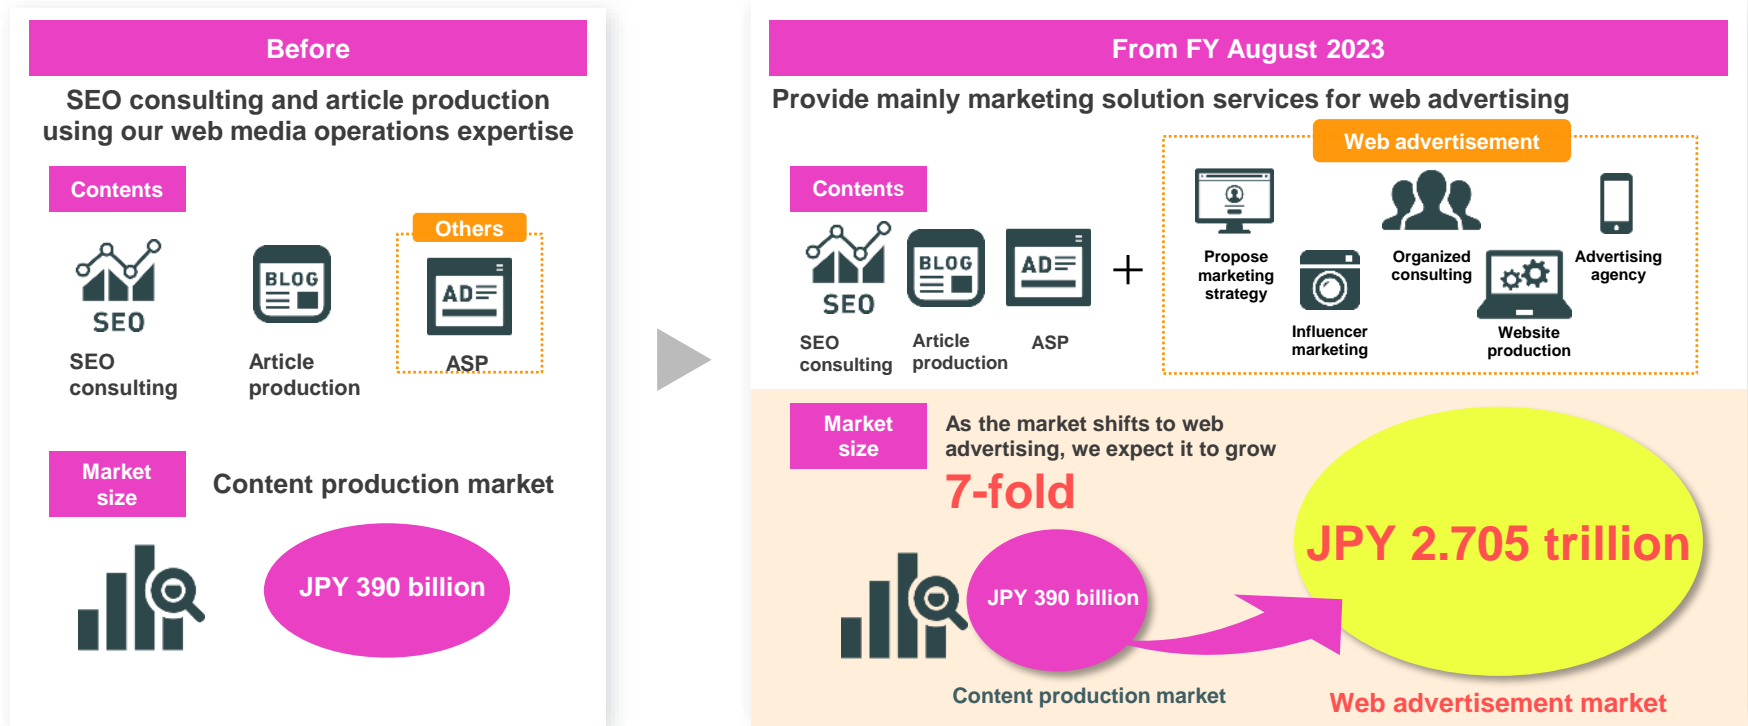 Before
SEO consulting and article production
using our web media operations expertise
Contents
Others
BLOG
AD
SEO
SEO
consulting
Article
production
ASP
Market
size
Content production market
JPY 390 billion
From FY August 2023
Provide mainly marketing solution services for web advertising
Contents
BLOG
AD
SEO
SEO
consulting
Article
production
ASP
+
Web advertisement
Propose
marketing
strategy
Influencer
marketing
Organized
consulting
Website
production
Advertising
agency
Market
size
As the market shifts to web
advertising, we expect it to grow
7-fold
JPY 390 billion
Content production market
JPY 2.705 trillion
Web advertisement market